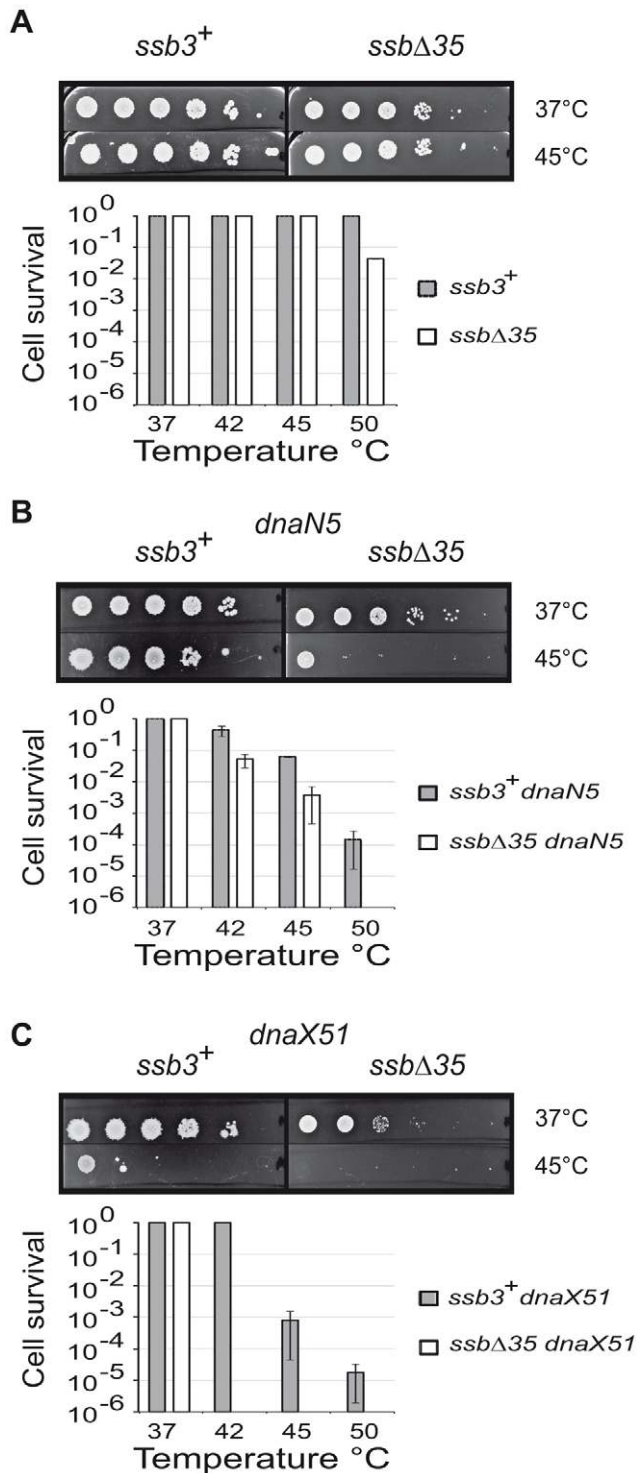 A
ssb3+ ssbΔ35
37°C
45°C
10^0
10^-1
10^-2
10^-3
10^-4
10^-5
10^-6
Cell survival
37 42 45 50
Temperature °C
ssb3+
ssbΔ35
B
dnaN5
ssb3+ ssbΔ35
37°C
45°C
10^0
10^-1
10^-2
10^-3
10^-4
10^-5
10^-6
Cell survival
37 42 45 50
Temperature °C
ssb3+ dnaN5
ssbΔ35 dnaN5
C
dnaX51
ssb3+ ssbΔ35
37°C
45°C
10^0
10^-1
10^-2
10^-3
10^-4
10^-5
10^-6
Cell survival
37 42 45 50
Temperature °C
ssb3+ dnaX51
ssbΔ35 dnaX51